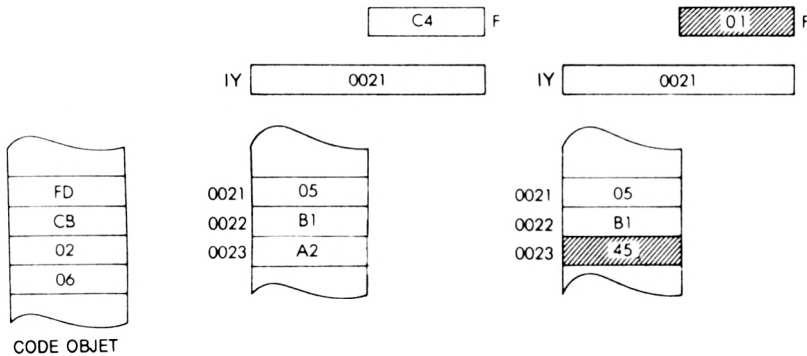 C4 F 01 F
IY 0021 IY 0021
FD 0021 05 0021 05
CB 0022 B1 0022 B1
02 0023 A2 0023 45
06
CODE OBJET